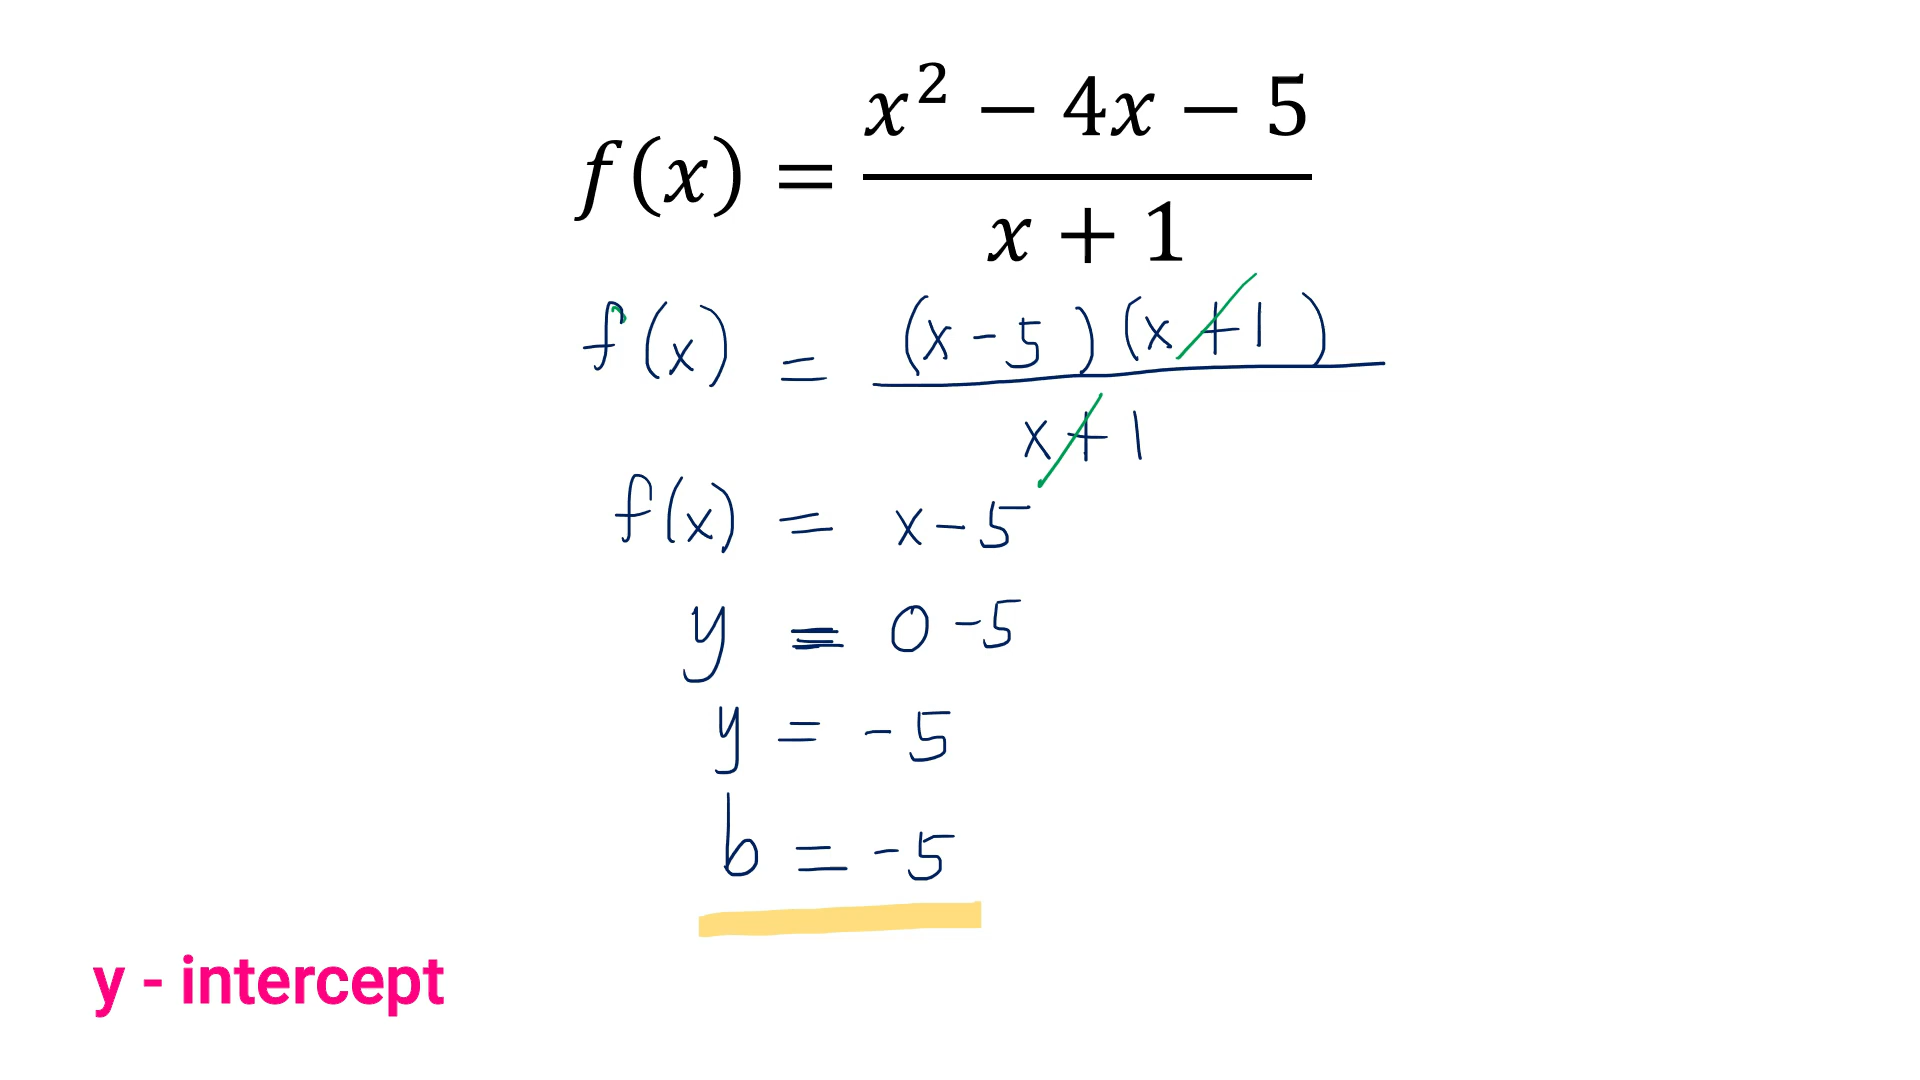 f(x) = (x² − 4x − 5)/(x + 1)
f(x) = ((x − 5)(x + 1))/(x + 1)
f(x) = x − 5
y = 0 − 5
y = − 5
b = − 5
y - intercept